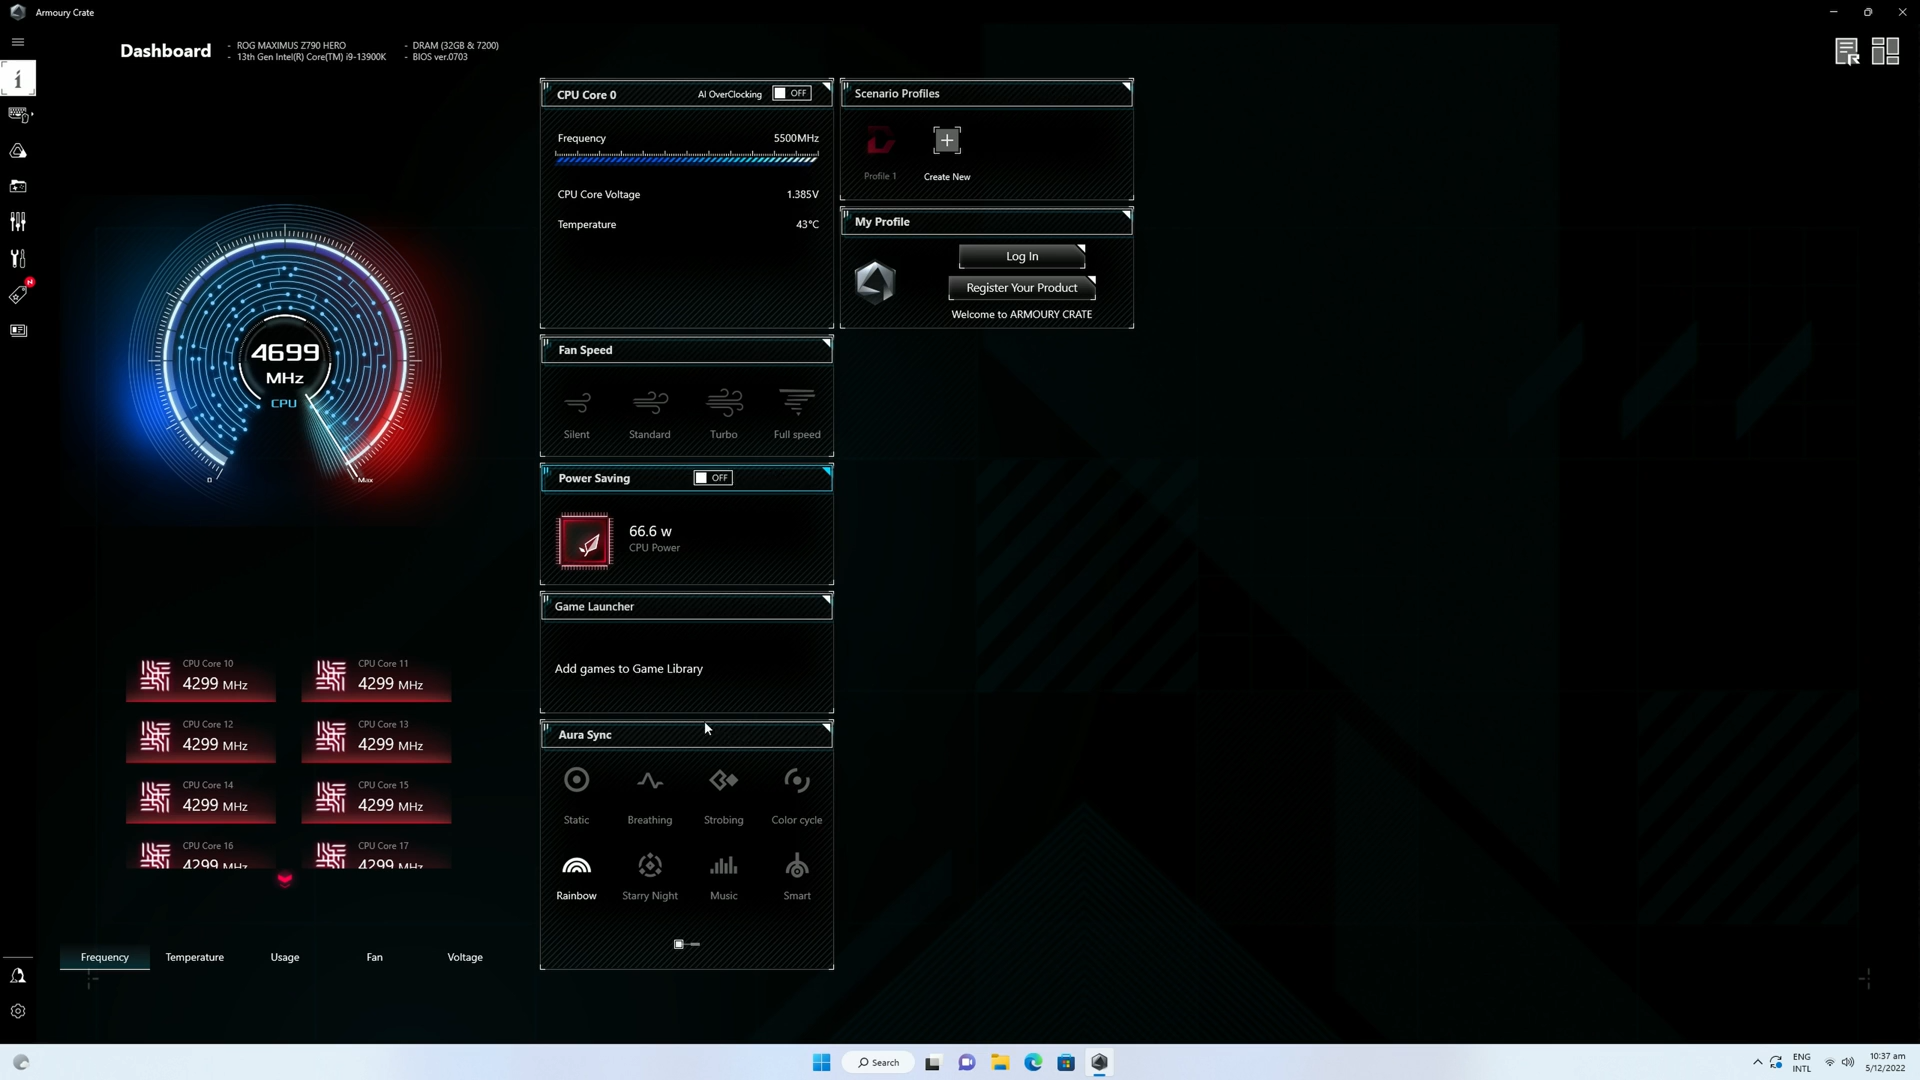 Armoury Crate
Dashboard
- ROG MAXIMUS Z790 HERO
- 13th Gen Intel(R) Core(TM) i9-13900K
- DRAM (32GB & 7200)
- BIOS ver.0703
4699
MHz
CPU
0
Max
CPU Core 10
4299 MHz
CPU Core 11
4299 MHz
CPU Core 12
4299 MHz
CPU Core 13
4299 MHz
CPU Core 14
4299 MHz
CPU Core 15
4299 MHz
CPU Core 16
4299 MHz
CPU Core 17
4299 MHz
Frequency
Temperature
Usage
Fan
Voltage
CPU Core 0
AI OverClocking
OFF
Frequency
5500MHz
CPU Core Voltage
1.385V
Temperature
43°C
Fan Speed
Silent
Standard
Turbo
Full speed
Power Saving
OFF
66.6 w
CPU Power
Game Launcher
Add games to Game Library
Aura Sync
Static
Breathing
Strobing
Color cycle
Rainbow
Starry Night
Music
Smart
Scenario Profiles
Profile 1
Create New
My Profile
Log In
Register Your Product
Welcome to ARMOURY CRATE
Search
ENG
INTL
10:37 am
5/12/2022